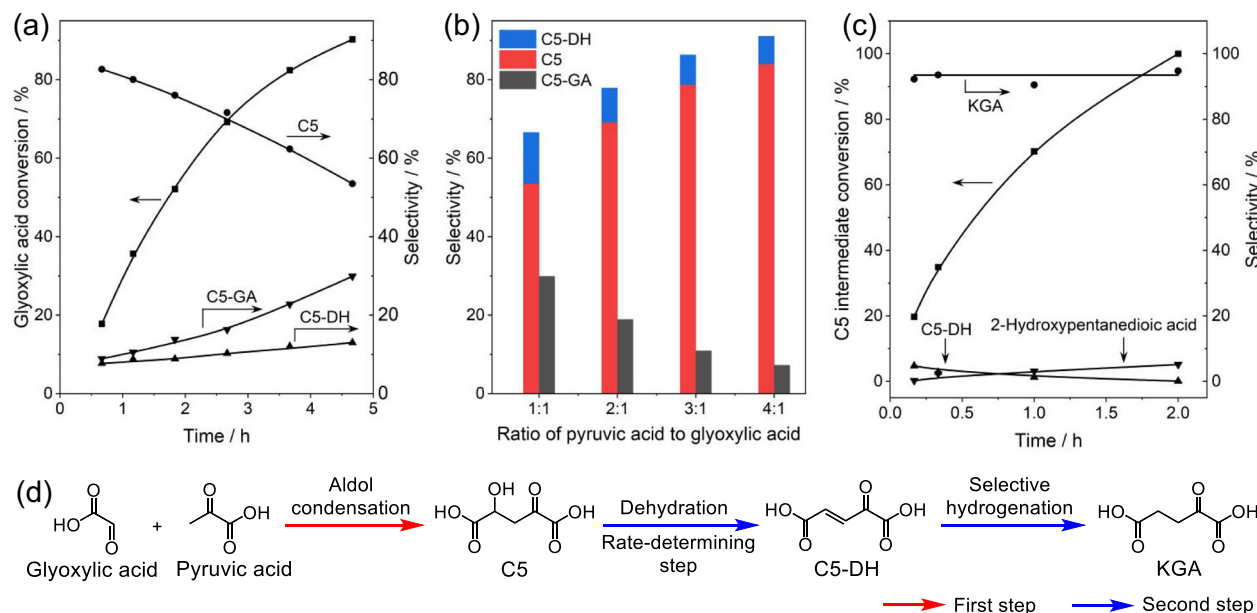 (a)
Glyoxylic acid conversion / %
80
60
40
20
0
C5
C5-GA
C5-DH
80
60
40
20
0
Selectivity / %
0 1 2 3 4 5
Time / h
(b)
C5-DH
C5
C5-GA
Selectivity / %
80
60
40
20
0
1:1 2:1 3:1 4:1
Ratio of pyruvic acid to glyoxylic acid
(c)
C5 intermediate conversion / %
100
80
60
40
20
0
KGA
C5-DH
2-Hydroxypentanedioic acid
100
80
60
40
20
0
Selectivity / %
0.0 0.5 1.0 1.5 2.0
Time / h
(d)
O
HO
O
Glyoxylic acid
+
O
OH
O
Pyruvic acid
Aldol
condensation
OH O
HO OH
O O
C5
Dehydration
Rate-determining
step
O O
HO OH
O
C5-DH
Selective
hydrogenation
O O
HO OH
O
KGA
First step
Second step